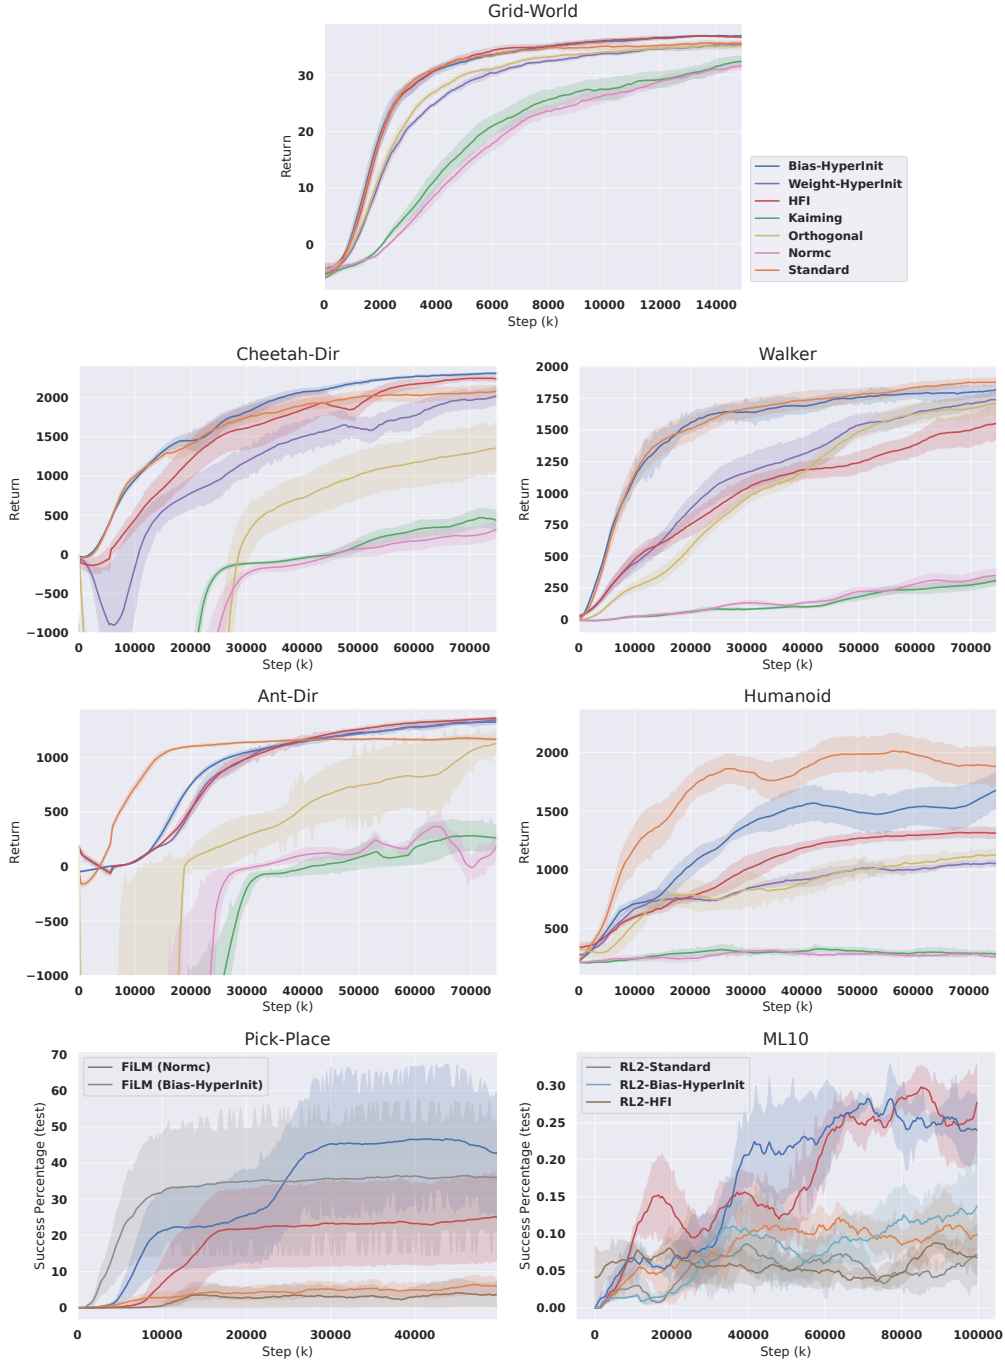 Grid-World
Return
30
20
10
0
0 2000 4000 6000 8000 10000 12000 14000
Step (k)
Bias-HyperInit
Weight-HyperInit
HFI
Kaiming
Orthogonal
Normc
Standard
Cheetah-Dir
Return
2000
1500
1000
500
0
−500
−1000
0 10000 20000 30000 40000 50000 60000 70000
Step (k)
Walker
Return
2000
1750
1500
1250
1000
750
500
250
0
0 10000 20000 30000 40000 50000 60000 70000
Step (k)
Ant-Dir
Return
1000
500
0
−500
−1000
0 10000 20000 30000 40000 50000 60000 70000
Step (k)
Humanoid
Return
2000
1500
1000
500
0 10000 20000 30000 40000 50000 60000 70000
Step (k)
Pick-Place
Success Percentage (test)
70
60
50
40
30
20
10
0
FiLM (Normc)
FiLM (Bias-HyperInit)
0 10000 20000 30000 40000
Step (k)
ML10
Success Percentage (test)
0.30
0.25
0.20
0.15
0.10
0.05
0.00
RL2-Standard
RL2-Bias-HyperInit
RL2-HFI
0 20000 40000 60000 80000 100000
Step (k)